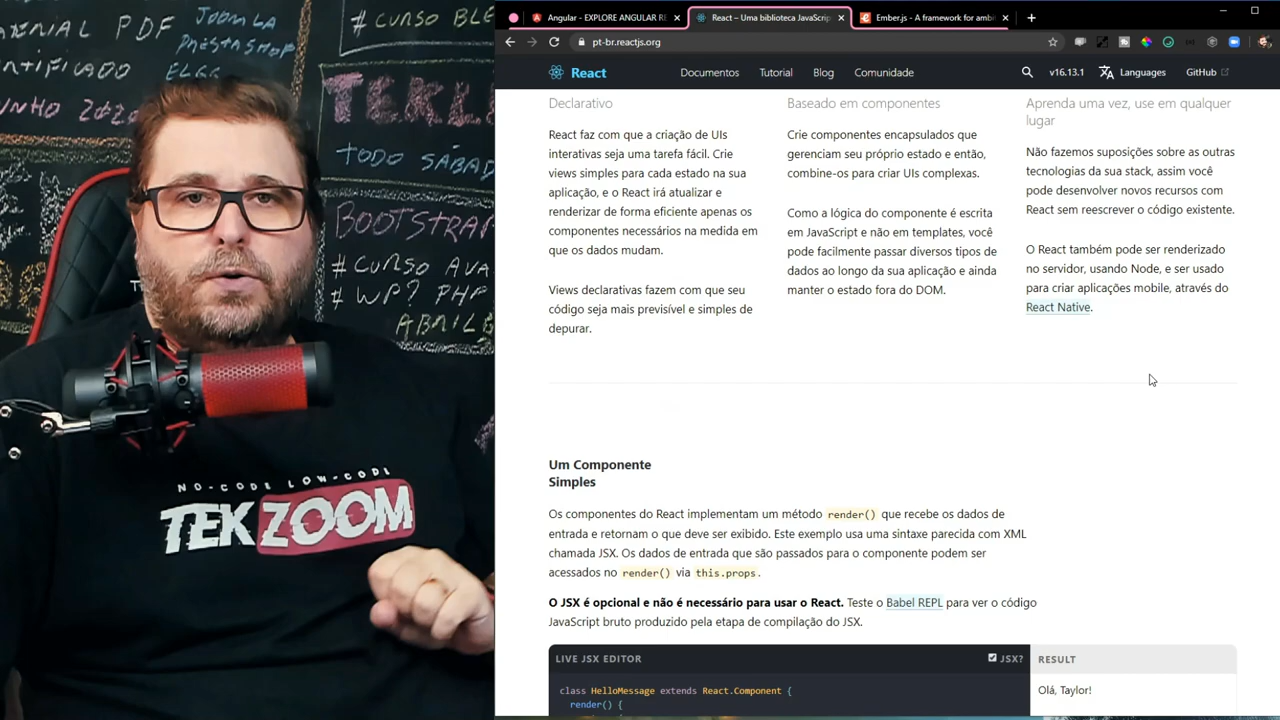 PDF
JOOMLA
PRESTASHOP
ELEE
# CURSO BLE
TODO SÁBA
BOOTSTRA
# CURSO AVA
# WP? PHP
ABRIL
NO-CODE LOW-CODE
TEKZOOM
Angular - EXPLORE ANGULAR RE
React – Uma biblioteca JavaScrip
Ember.js - A framework for ambi
pt-br.reactjs.org
React
Documentos
Tutorial
Blog
Comunidade
v16.13.1
Languages
GitHub
Declarativo
React faz com que a criação de UIs
interativas seja uma tarefa fácil. Crie
views simples para cada estado na sua
aplicação, e o React irá atualizar e
renderizar de forma eficiente apenas os
componentes necessários na medida em
que os dados mudam.
Views declarativas fazem com que seu
código seja mais previsível e simples de
depurar.
Baseado em componentes
Crie componentes encapsulados que
gerenciam seu próprio estado e então,
combine-os para criar UIs complexas.
Como a lógica do componente é escrita
em JavaScript e não em templates, você
pode facilmente passar diversos tipos de
dados ao longo da sua aplicação e ainda
manter o estado fora do DOM.
Aprenda uma vez, use em qualquer
lugar
Não fazemos suposições sobre as outras
tecnologias da sua stack, assim você
pode desenvolver novos recursos com
React sem reescrever o código existente.
O React também pode ser renderizado
no servidor, usando Node, e ser usado
para criar aplicações mobile, através do
React Native.
Um Componente
Simples
Os componentes do React implementam um método render() que recebe os dados de
entrada e retornam o que deve ser exibido. Este exemplo usa uma sintaxe parecida com XML
chamada JSX. Os dados de entrada que são passados para o componente podem ser
acessados no render() via this.props.
O JSX é opcional e não é necessário para usar o React. Teste o Babel REPL para ver o código
JavaScript bruto produzido pela etapa de compilação do JSX.
LIVE JSX EDITOR
JSX?
RESULT
class HelloMessage extends React.Component {
render() {
Olá, Taylor!